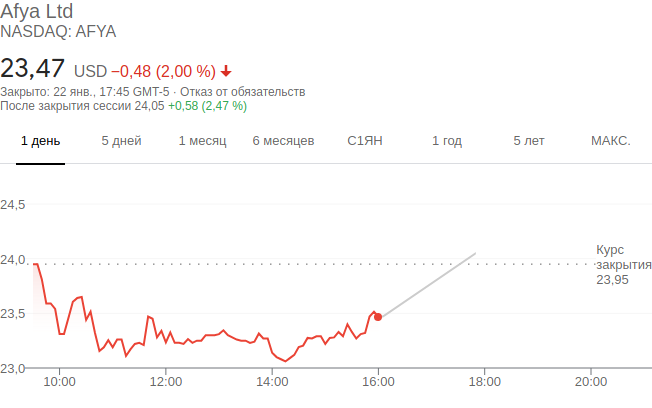 Afya Ltd
NASDAQ: AFYA
23,47 USD −0,48 (2,00 %)
Закрыто: 22 янв., 17:45 GMT-5 · Отказ от обязательств
После закрытия сессии 24,05 +0,58 (2,47 %)
1 день 5 дней 1 месяц 6 месяцев С1ЯН 1 год 5 лет МАКС.
24,5
24,0
23,5
23,0
Курс
закрытия
23,95
10:00 12:00 14:00 16:00 18:00 20:00